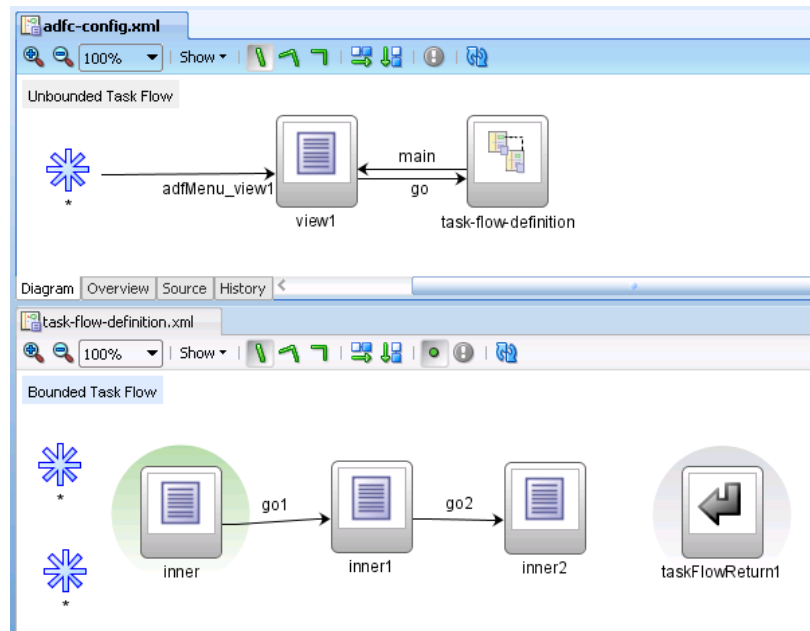 adfc-config.xml
100% Show
Unbounded Task Flow
main
adfMenu_view1
go
*
view1
task-flow-definition
Diagram Overview Source History
task-flow-definition.xml
100% Show
Bounded Task Flow
*
go1
go2
inner
inner1
inner2
taskFlowReturn1
*